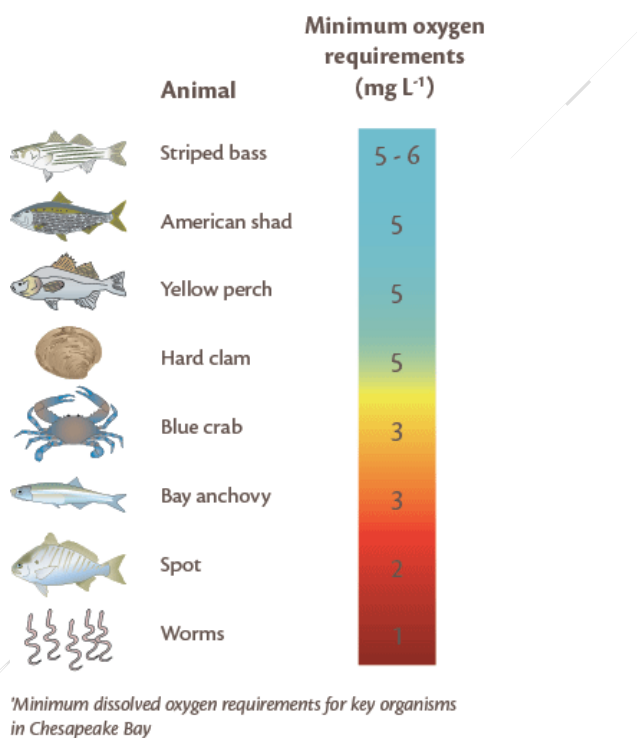 Minimum oxygen
requirements
(mg L⁻¹)
Animal
Striped bass 5 - 6
American shad 5
Yellow perch 5
Hard clam 5
Blue crab 3
Bay anchovy 3
Spot 2
Worms 1
'Minimum dissolved oxygen requirements for key organisms
in Chesapeake Bay